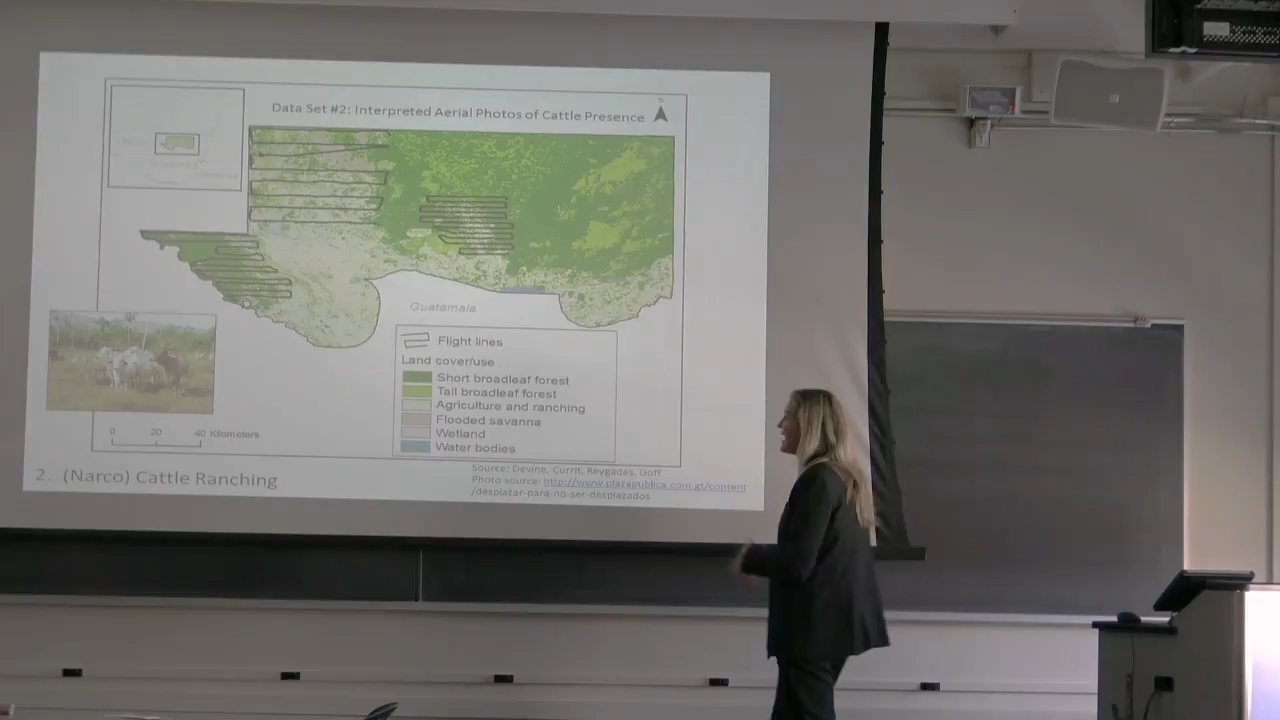 Data Set #2: Interpreted Aerial Photos of Cattle Presence
N
Guatemala
Flight lines
Land cover/use
Short broadleaf forest
Tall broadleaf forest
Agriculture and ranching
Flooded savanna
Wetland
Water bodies
0 20 40 Kilometers
2. (Narco) Cattle Ranching
Source: Devine, Currit, Reygadas, Goff
Photo source: http://www.plazapublica.com.gt/content
/desplazar-para-no-ser-desplazados